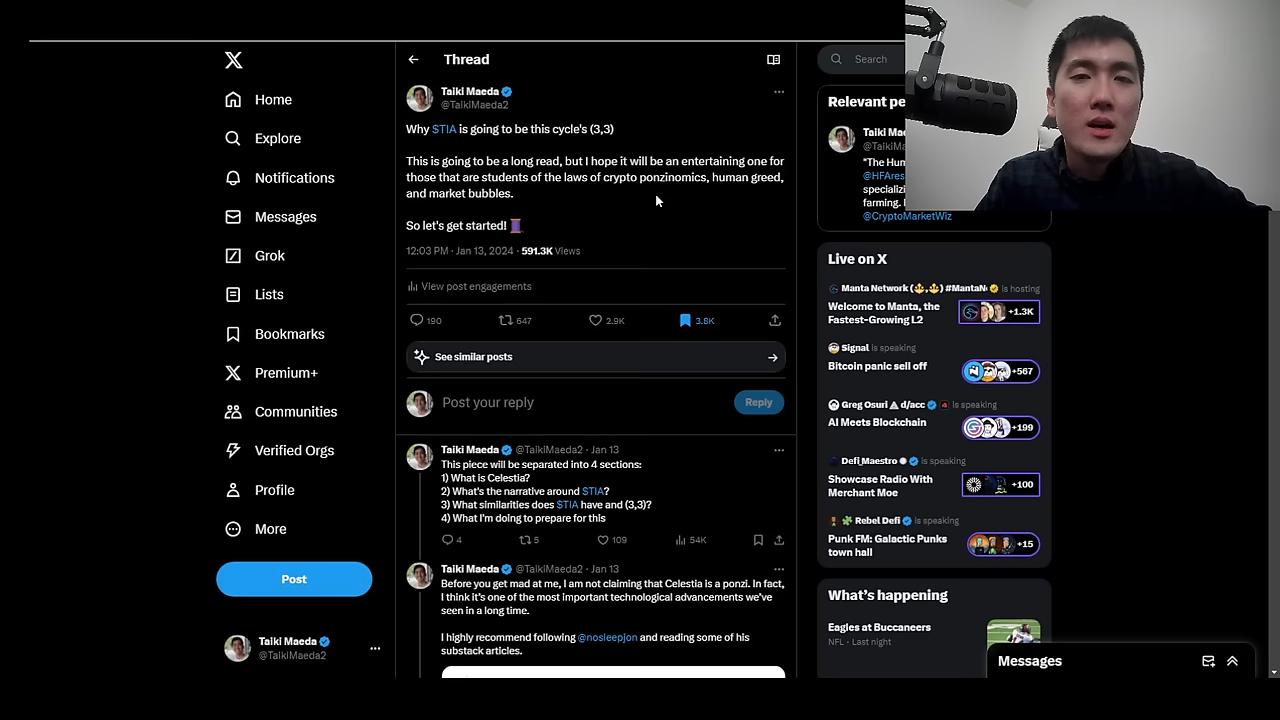 Home
Explore
Notifications
Messages
Grok
Lists
Bookmarks
Premium+
Communities
Verified Orgs
Profile
More
Post
Taiki Maeda
@TaikiMaeda2
Thread
Taiki Maeda
@TaikiMaeda2
Why $TIA is going to be this cycle's (3,3)
This is going to be a long read, but I hope it will be an entertaining one for
those that are students of the laws of crypto ponzinomics, human greed,
and market bubbles.
So let's get started!
12:03 PM · Jan 13, 2024 · 591.3K Views
View post engagements
190 647 2.9K 3.8K
See similar posts
Post your reply
Reply
Taiki Maeda @TaikiMaeda2 · Jan 13
This piece will be separated into 4 sections:
1) What is Celestia?
2) What's the narrative around $TIA?
3) What similarities does $TIA have and (3,3)?
4) What I'm doing to prepare for this
4 5 109 54K
Taiki Maeda @TaikiMaeda2 · Jan 13
Before you get mad at me, I am not claiming that Celestia is a ponzi. In fact,
I think it's one of the most important technological advancements we've
seen in a long time.
I highly recommend following @nosleepjon and reading some of his
substack articles.
Search
Relevant pe
Taiki Mae
@TaikiMa
"The Hum
@HFAres
specializi
farming.
@CryptoMarketWiz
Live on X
Manta Network #MantaN is hosting
Welcome to Manta, the
Fastest-Growing L2
+1.3K
Signal is speaking
Bitcoin panic sell off
+567
Greg Osuri d/acc is speaking
AI Meets Blockchain
+199
Defi_Maestro is speaking
Showcase Radio With
Merchant Moe
+100
Rebel Defi is speaking
Punk FM: Galactic Punks
town hall
+15
What's happening
Eagles at Buccaneers
NFL · Last night
Messages